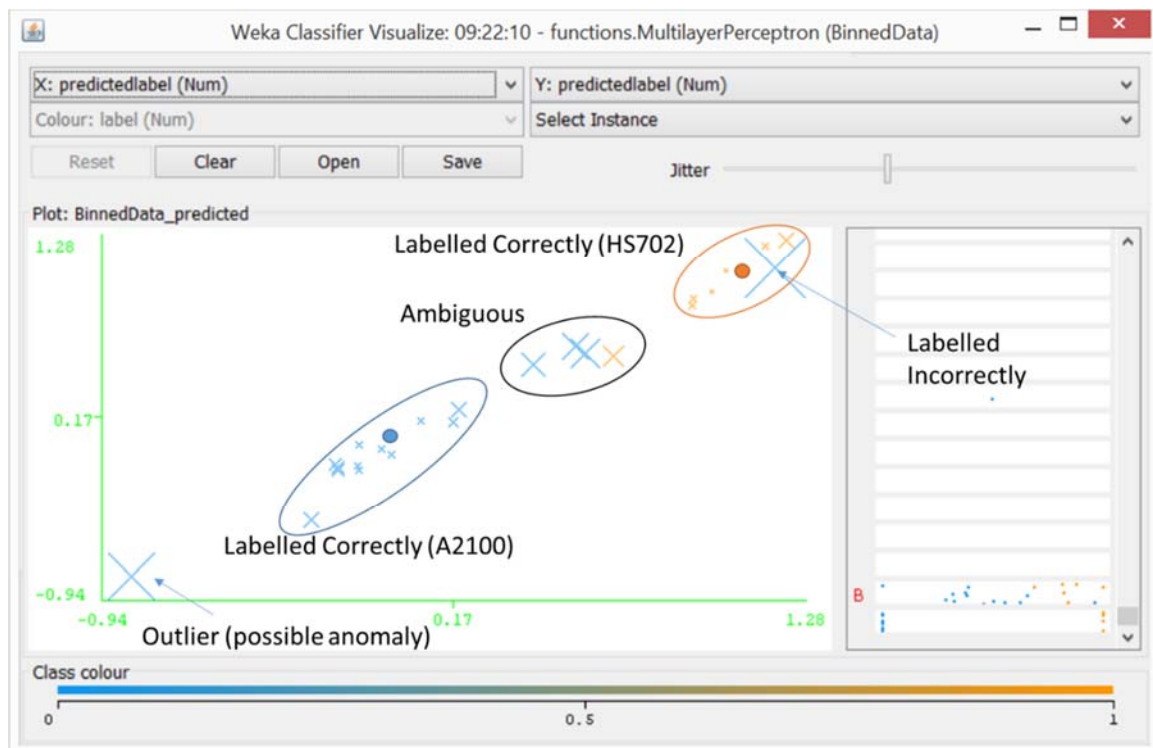 Weka Classifier Visualize: 09:22:10 - functions.MultilayerPerceptron (BinnedData)
X: predictedlabel (Num)
Y: predictedlabel (Num)
Colour: label (Num)
Select Instance
Reset
Clear
Open
Save
Jitter
Plot: BinnedData_predicted
1.28
Labelled Correctly (HS702)
Ambiguous
Labelled
Incorrectly
0.17
Labelled Correctly (A2100)
-0.94
B
-0.94
0.17
1.28
Outlier (possible anomaly)
Class colour
0
0.5
1